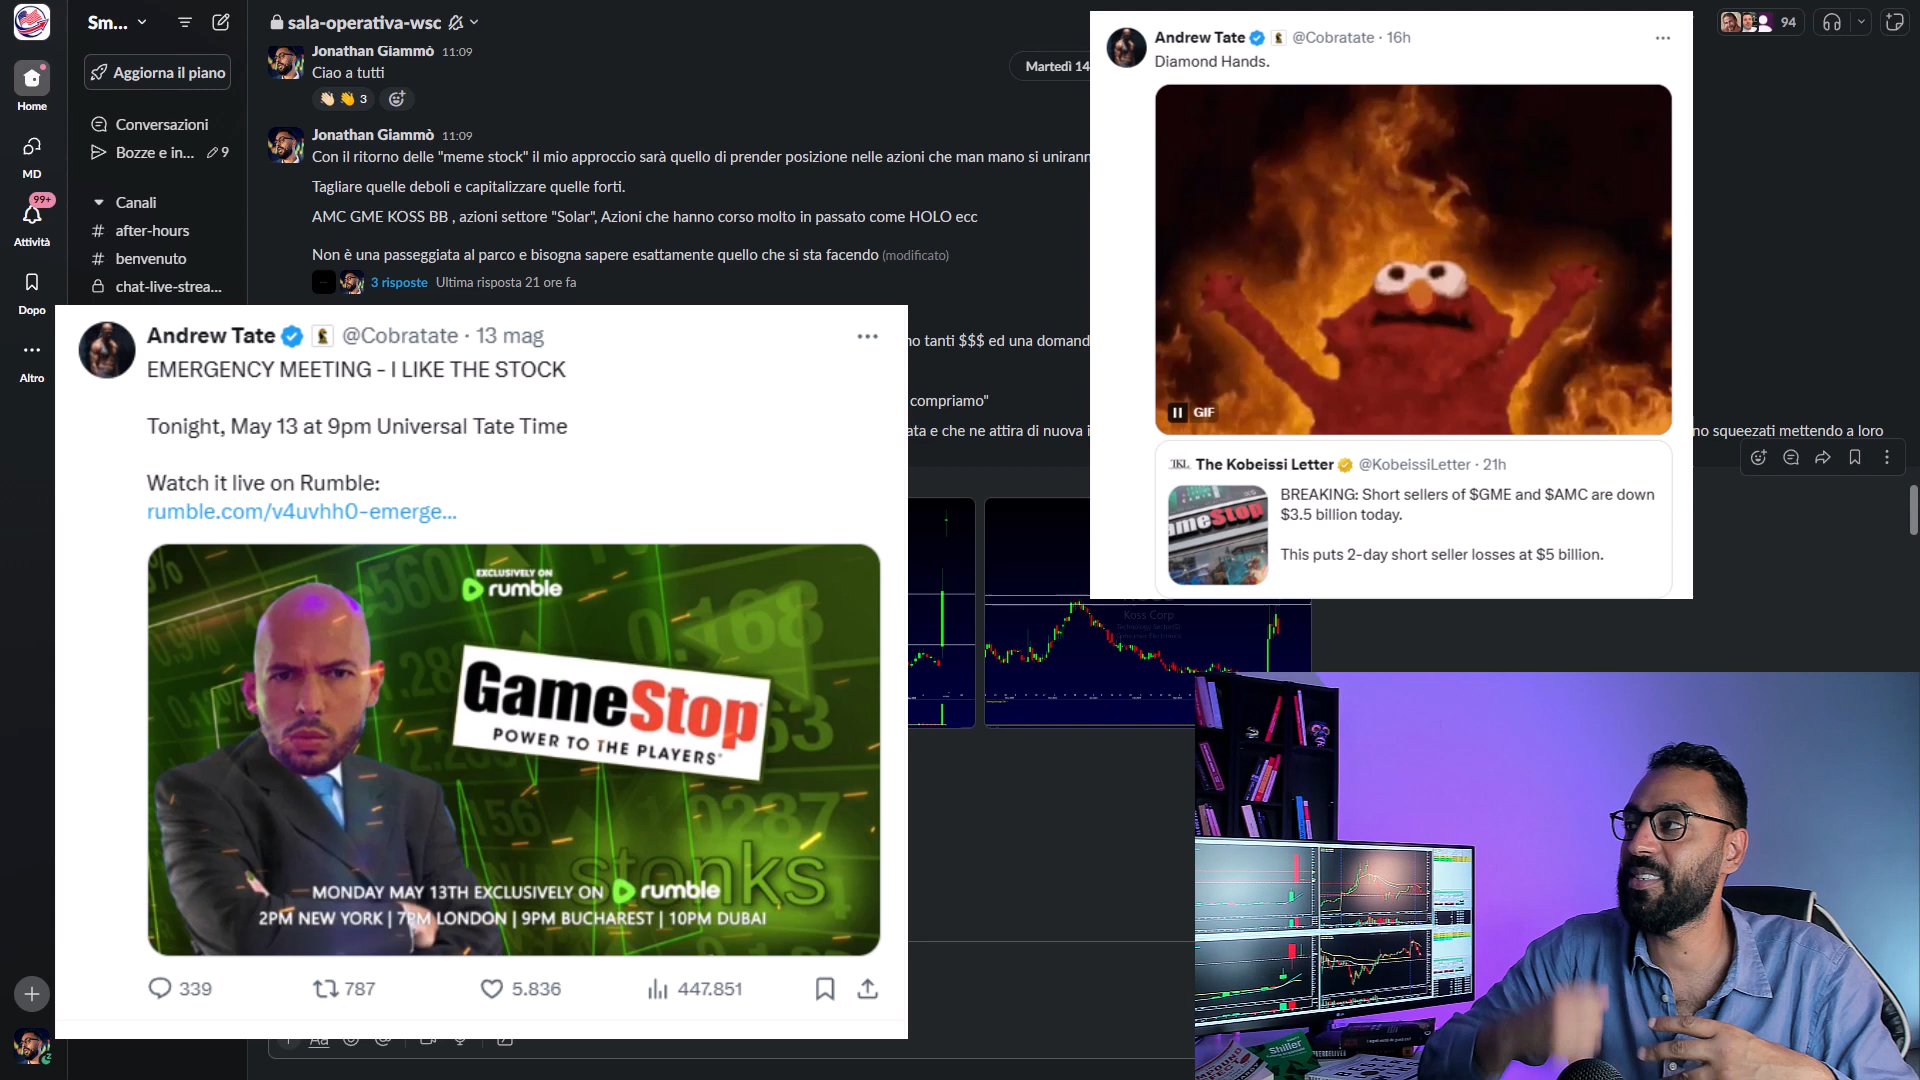 Sm...
Aggiorna il piano
Home
MD
99+
Attività
Dopo
Altro
Conversazioni
Bozze e in... 9
Canali
# after-hours
# benvenuto
chat-live-strea...
sala-operativa-wsc
94
Martedì 14
Jonathan Giammò 11:09
Ciao a tutti
3
Jonathan Giammò 11:09
Con il ritorno delle "meme stock" il mio approccio sarà quello di prender posizione nelle azioni che man mano si uniran
Tagliare quelle deboli e capitalizzare quelle forti.
AMC GME KOSS BB , azioni settore "Solar", Azioni che hanno corso molto in passato come HOLO ecc
Non è una passeggiata al parco e bisogna sapere esattamente quello che si sta facendo (modificato)
3 risposte Ultima risposta 21 ore fa
no tanti $$$ ed una domand
compriamo"
ata e che ne attira di nuova i
no squeezati mettendo a loro
Koss Corp
Andrew Tate @Cobratate · 13 mag
EMERGENCY MEETING - I LIKE THE STOCK
Tonight, May 13 at 9pm Universal Tate Time
Watch it live on Rumble:
rumble.com/v4uvhh0-emerge...
EXCLUSIVELY ON
rumble
GameStop
POWER TO THE PLAYERS
stonks
MONDAY MAY 13TH EXCLUSIVELY ON rumble
2PM NEW YORK | 7PM LONDON | 9PM BUCHAREST | 10PM DUBAI
339 787 5.836 447.851
Aa
Andrew Tate @Cobratate · 16h
Diamond Hands.
GIF
TKL The Kobeissi Letter @KobeissiLetter · 21h
BREAKING: Short sellers of $GME and $AMC are down
$3.5 billion today.
This puts 2-day short seller losses at $5 billion.
ameStop
Shiller